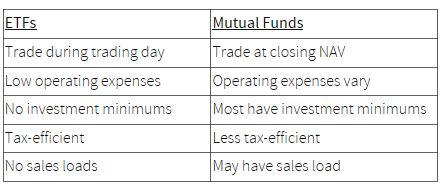 ETFs Mutual Funds
Trade during trading day Trade at closing NAV
Low operating expenses Operating expenses vary
No investment minimums Most have investment minimums
Tax-efficient Less tax-efficient
No sales loads May have sales load